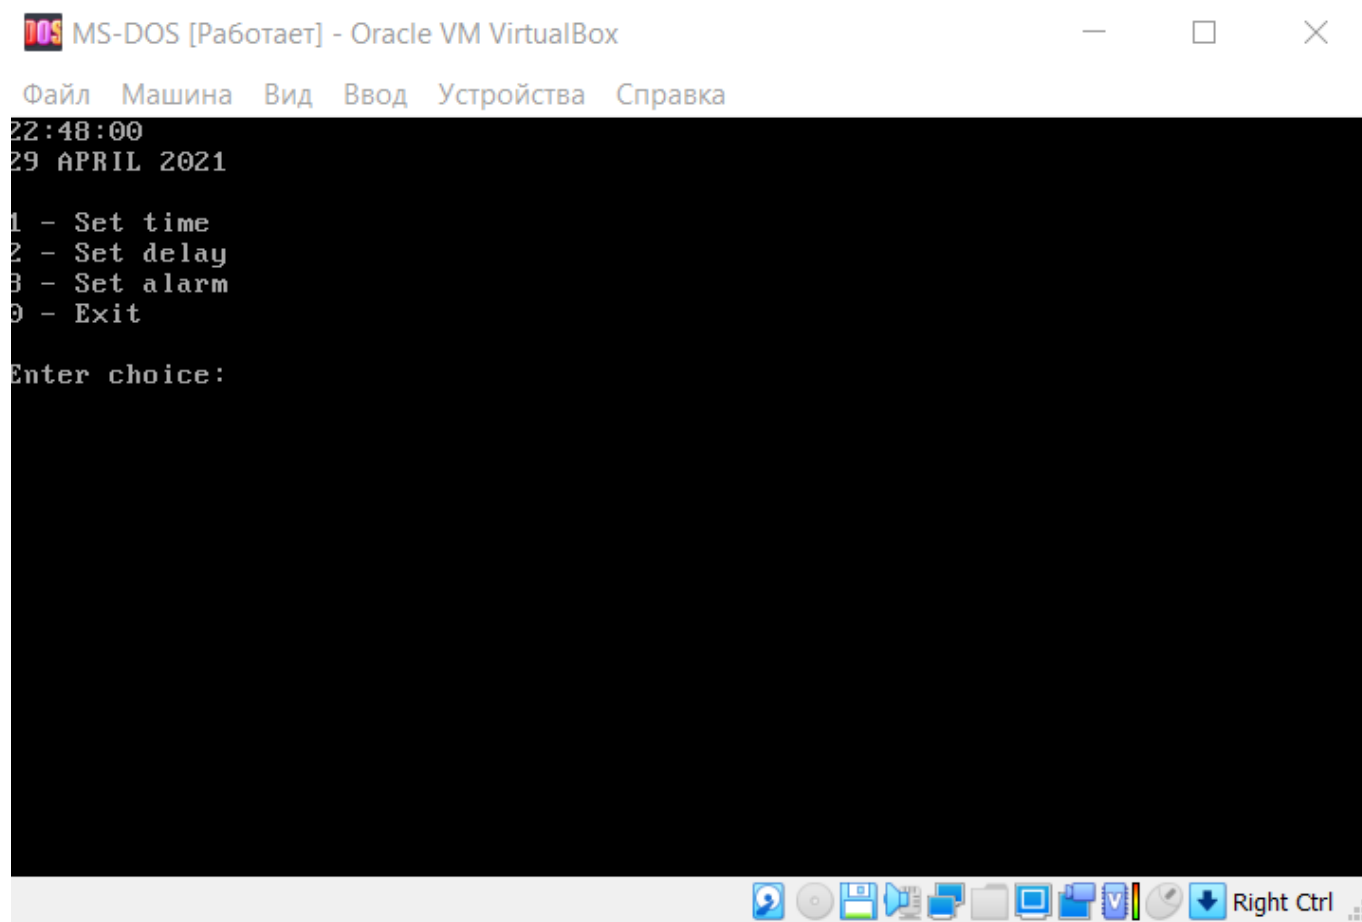 DOS MS-DOS [Работает] - Oracle VM VirtualBox
Файл Машина Вид Ввод Устройства Справка
22:48:00
29 APRIL 2021
1 - Set time
2 - Set delay
3 - Set alarm
0 - Exit
Enter choice:
V Right Ctrl